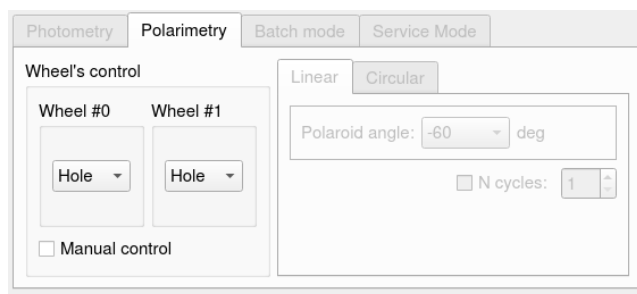 Photometry Polarimetry Batch mode Service Mode
Wheel's control
Linear Circular
Wheel #0 Wheel #1
Polaroid angle: -60 deg
Hole Hole
N cycles: 1
Manual control